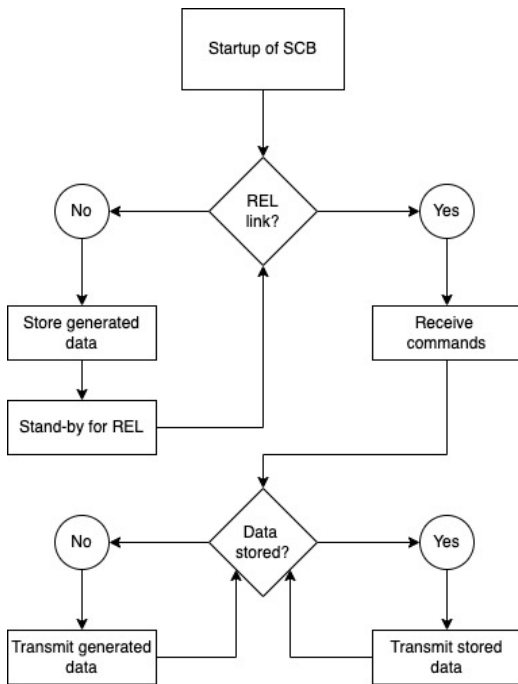 Startup of SCB
REL
link?
No
Yes
Store generated
data
Receive
commands
Stand-by for REL
Data
stored?
No
Yes
Transmit generated
data
Transmit stored
data